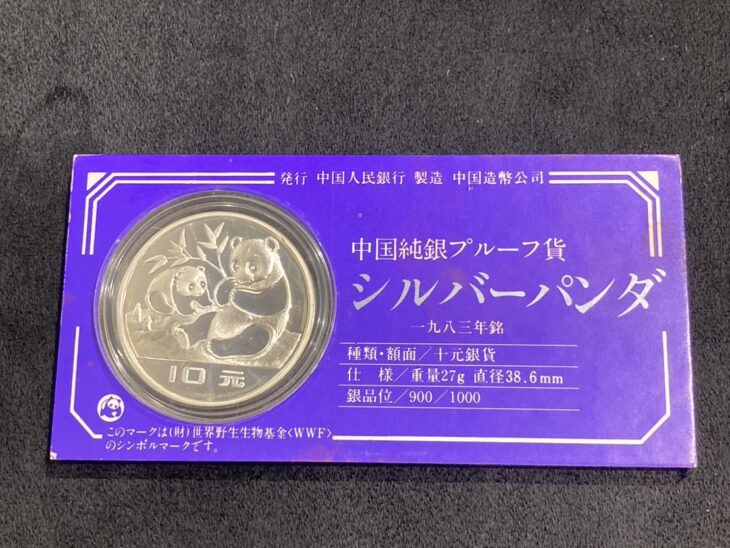 発行 中国人民銀行 製造 中国造幣公司
中国純銀プルーフ貨
シルバーパンダ
一九八三年銘
種類・額面/十元銀貨
仕 様/重量27g 直径38.6mm
銀品位/900/1000
10元
このマークは(財)世界野生生物基金〈WWF〉
のシンボルマークです。